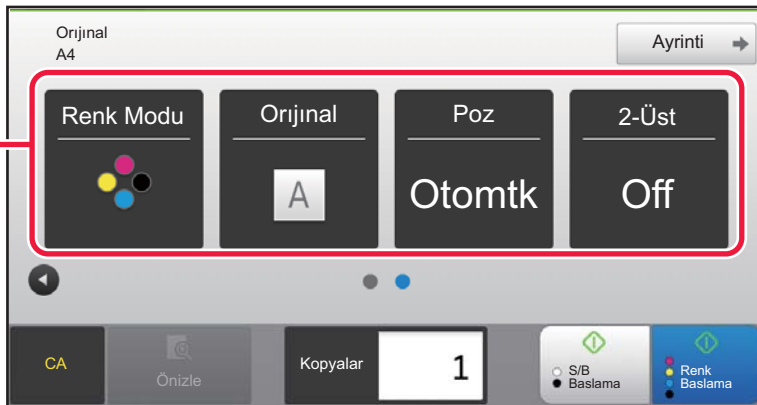 Orıjınal
A4
Ayrinti
Renk Modu
Orıjınal
A
Poz
Otomtk
2-Üst
Off
CA
Önizle
Kopyalar
1
S/B
Baslama
Renk
Baslama